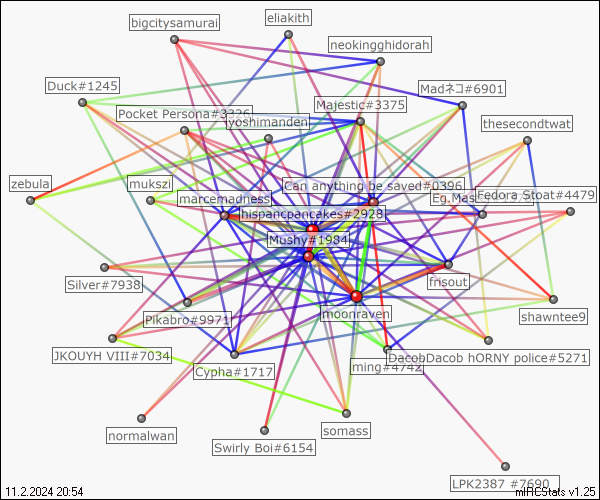 eliakith
bigcitysamurai
neokingghidorah
Duck#1245
Madネコ#6901
Majestic#3375
Pocket Persona#3326
yoshimanden
thesecondtwat
zebula
mukszi
Can anything be saved#0396
marcemadness
Fedora Stoat#4479
hispancpancakes#2928
Mushy#1984
Silver#7938
frisout
moonraven
Pikabro#9971
shawntee9
JKOUYH VIII#7034
DacobDacob hORNY police#5271
Cypha#1717
ming#4742
normalwan
somass
Swirly Boi#6154
LPK2387 #7690
11.2.2024 20:54
mIRCStats v1.25